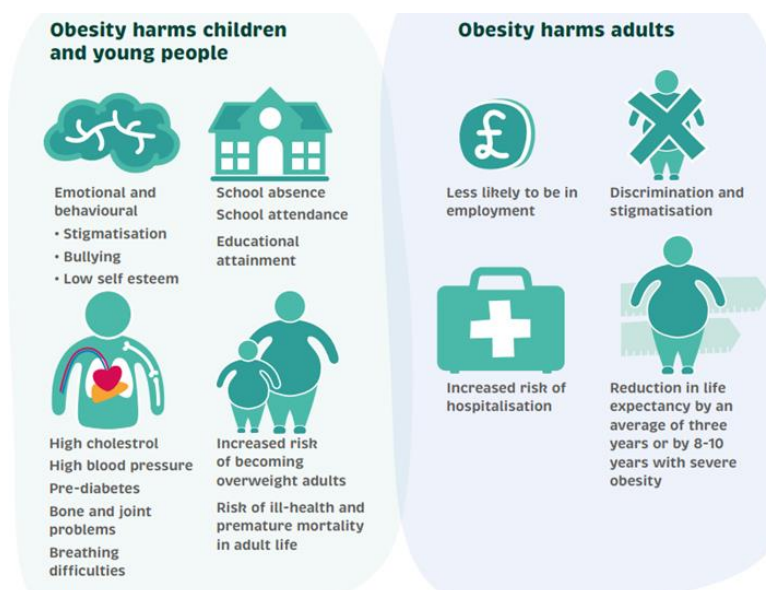 Obesity harms children
and young people
Emotional and
behavioural
• Stigmatisation
• Bullying
• Low self esteem
School absence
School attendance
Educational
attainment
High cholestrol
High blood pressure
Pre-diabetes
Bone and joint
problems
Breathing
difficulties
Increased risk
of becoming
overweight adults
Risk of ill-health and
premature mortality
in adult life
Obesity harms adults
£
Less likely to be in
employment
Discrimination and
stigmatisation
Increased risk of
hospitalisation
Reduction in life
expectancy by an
average of three
years or by 8-10
years with severe
obesity